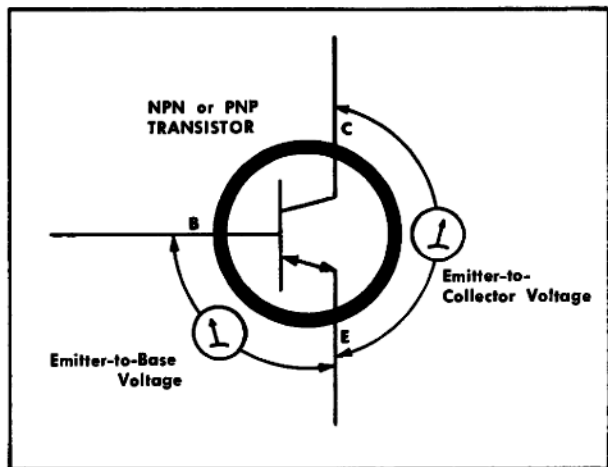 NPN or PNP
TRANSISTOR
C
B
Emitter-to-
Collector Voltage
E
Emitter-to-Base
Voltage